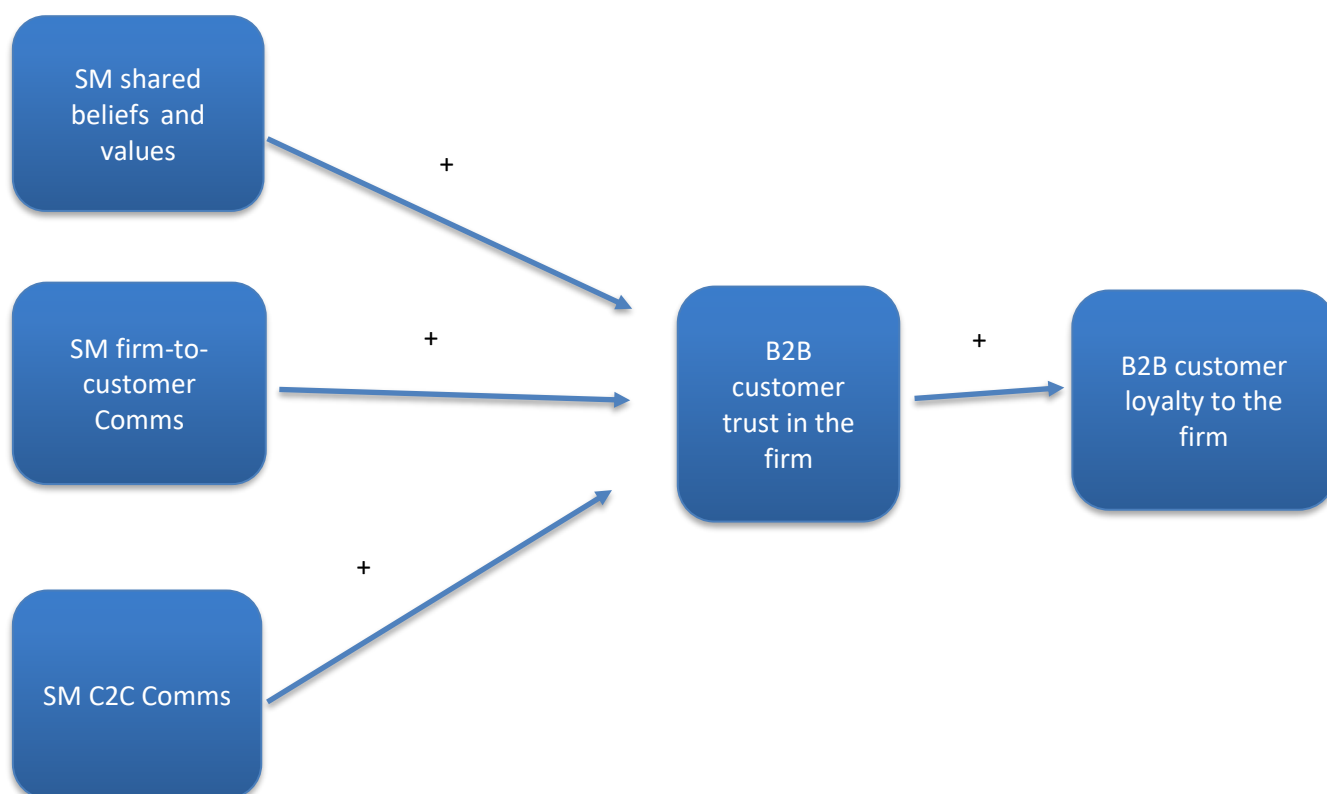 SM shared
beliefs and
values
+
SM firm-to-
customer
Comms
+
SM C2C Comms
+
B2B
customer
trust in the
firm
+
B2B customer
loyalty to the
firm